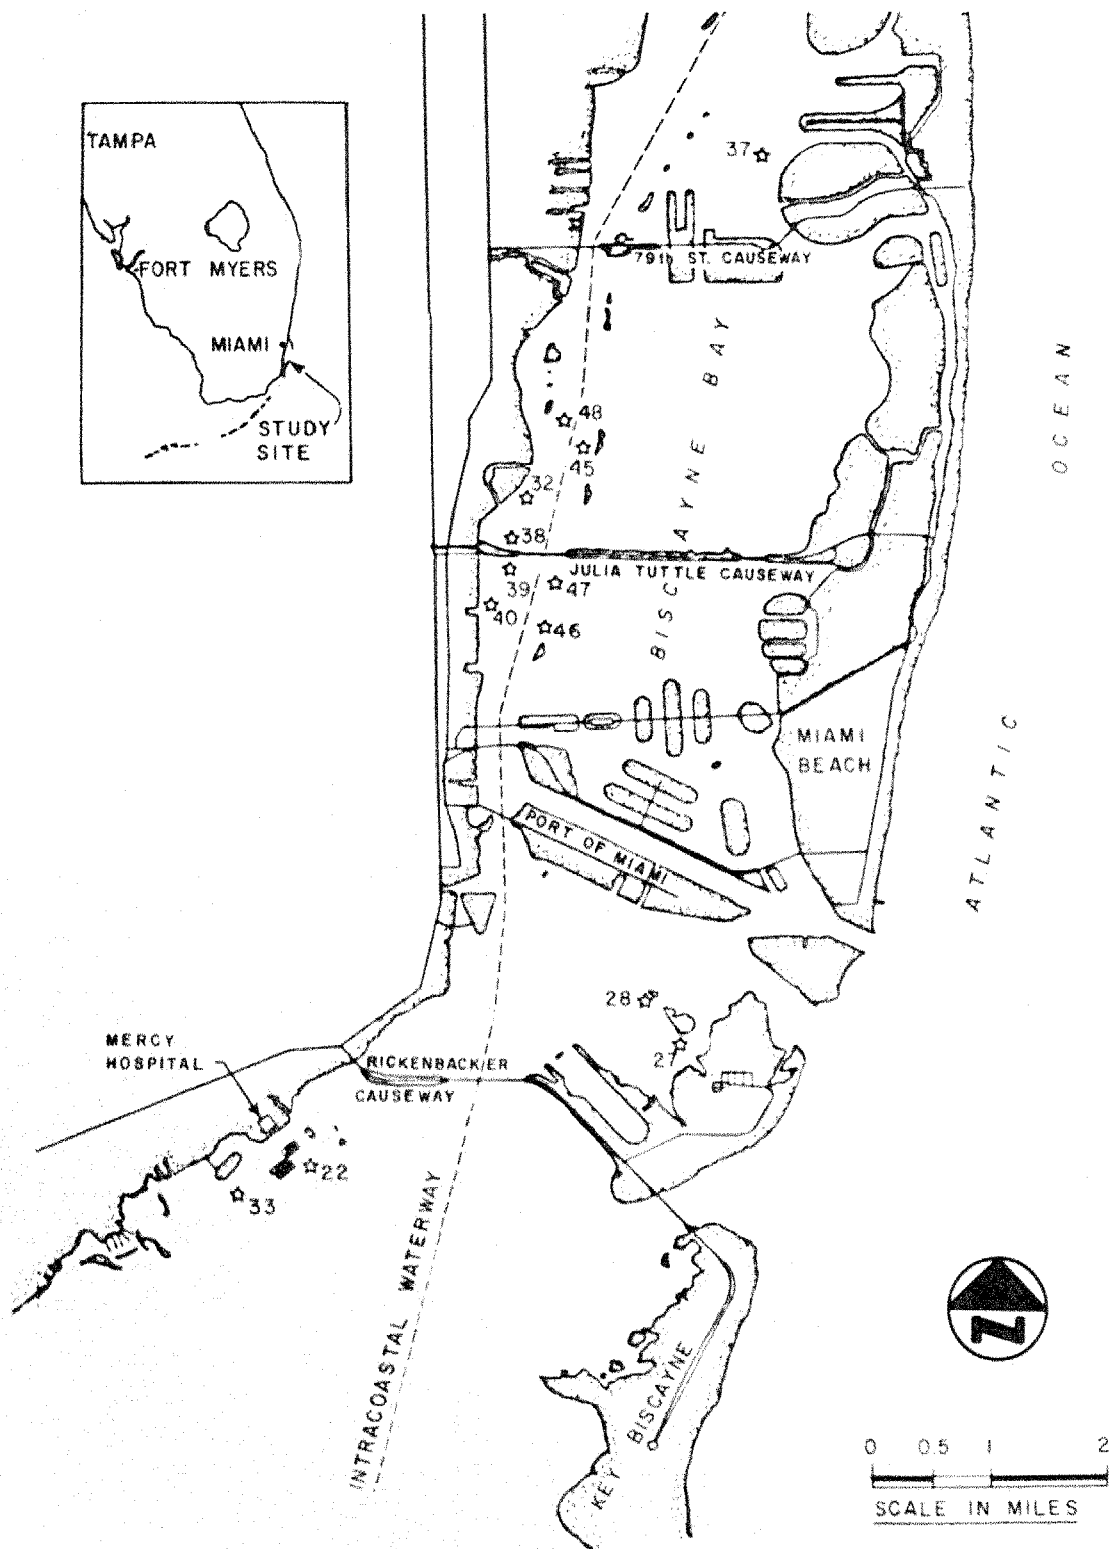 TAMPA
FORT MYERS
MIAMI
STUDY
SITE
37
79th ST. CAUSEWAY
BISCAYNE BAY
OCEAN
48
45
32
38
JULIA TUTTLE CAUSEWAY
39
47
40
46
MIAMI
BEACH
ATLANTIC
PORT OF MIAMI
28
27
MERCY
HOSPITAL
RICKENBACKER
CAUSEWAY
22
33
INTRACOASTAL WATERWAY
KEY BISCAYNE
N
0 0.5 1 2
SCALE IN MILES